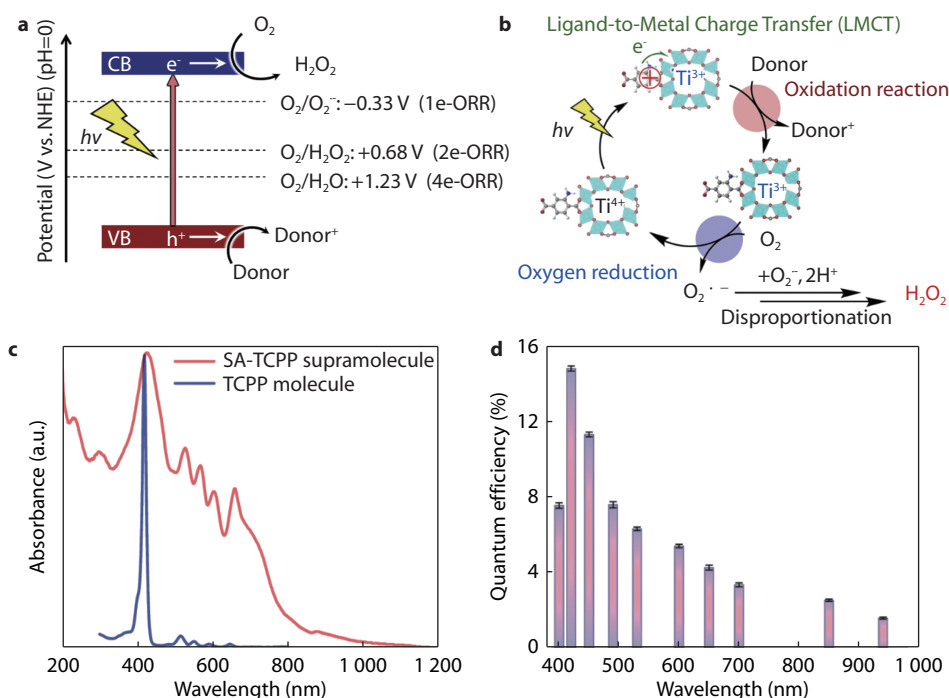 a
Potential (V vs. NHE) (pH=0)
CB
e⁻
O₂
H₂O₂
hv
O₂/O₂·⁻: −0.33 V (1e-ORR)
O₂/H₂O₂: +0.68 V (2e-ORR)
O₂/H₂O: +1.23 V (4e-ORR)
VB
h⁺
Donor⁺
Donor
b
Ligand-to-Metal Charge Transfer (LMCT)
e⁻
+
Ti³⁺
Donor
Oxidation reaction
Donor⁺
hv
Ti⁴⁺
Ti³⁺
O₂
Oxygen reduction
O₂·⁻
+O₂⁻, 2H⁺
Disproportionation
H₂O₂
c
SA-TCPP supramolecule
TCPP molecule
Absorbance (a.u.)
200 400 600 800 1 000 1 200
Wavelength (nm)
d
Quantum efficiency (%)
16
12
8
4
0
400 500 600 700 800 900 1 000
Wavelength (nm)